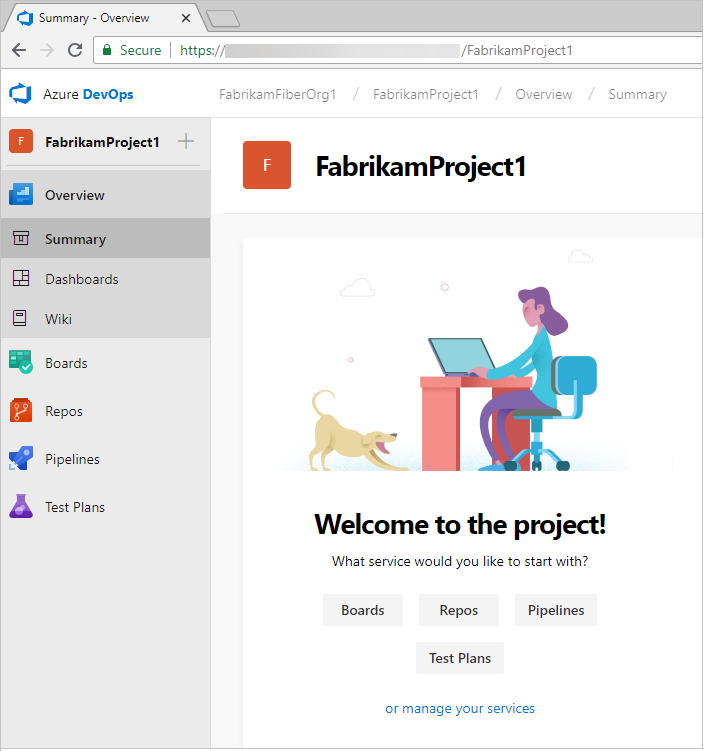 Summary - Overview
Secure https:// /FabrikamProject1
Azure DevOps FabrikamFiberOrg1 / FabrikamProject1 / Overview / Summary
F FabrikamProject1
F FabrikamProject1
Overview
Summary
Dashboards
Wiki
Boards
Repos
Pipelines
Test Plans
Welcome to the project!
What service would you like to start with?
Boards Repos Pipelines
Test Plans
or manage your services